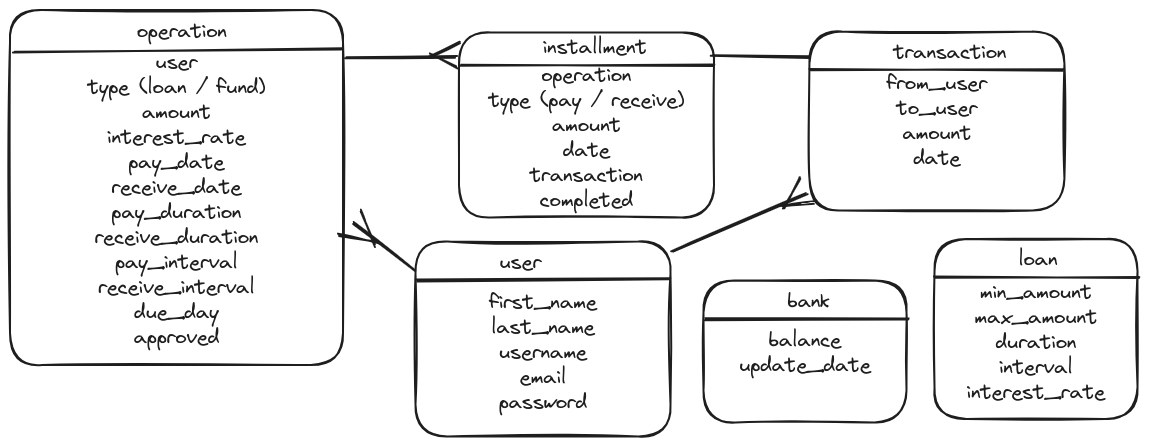 operation
user
type (loan / fund)
amount
interest_rate
pay_date
receive_date
pay_duration
receive_duration
pay_interval
receive_interval
due_day
approved
installment
operation
type (pay / receive)
amount
date
transaction
completed
transaction
from_user
to_user
amount
date
user
first_name
last_name
username
email
password
bank
balance
update_date
loan
min_amount
max_amount
duration
interval
interest_rate